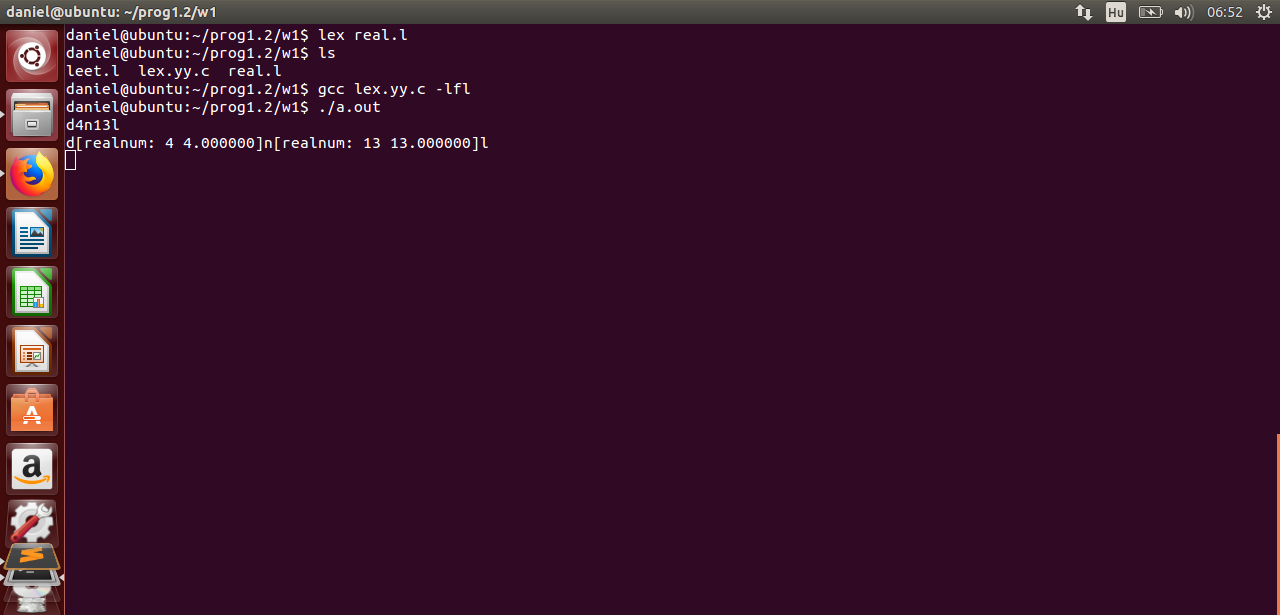 daniel@ubuntu: ~/prog1.2/w1
Hu
06:52
daniel@ubuntu:~/prog1.2/w1$ lex real.l
daniel@ubuntu:~/prog1.2/w1$ ls
leet.l  lex.yy.c  real.l
daniel@ubuntu:~/prog1.2/w1$ gcc lex.yy.c -lfl
daniel@ubuntu:~/prog1.2/w1$ ./a.out
d4n13l
d[realnum: 4 4.000000]n[realnum: 13 13.000000]l
A
a